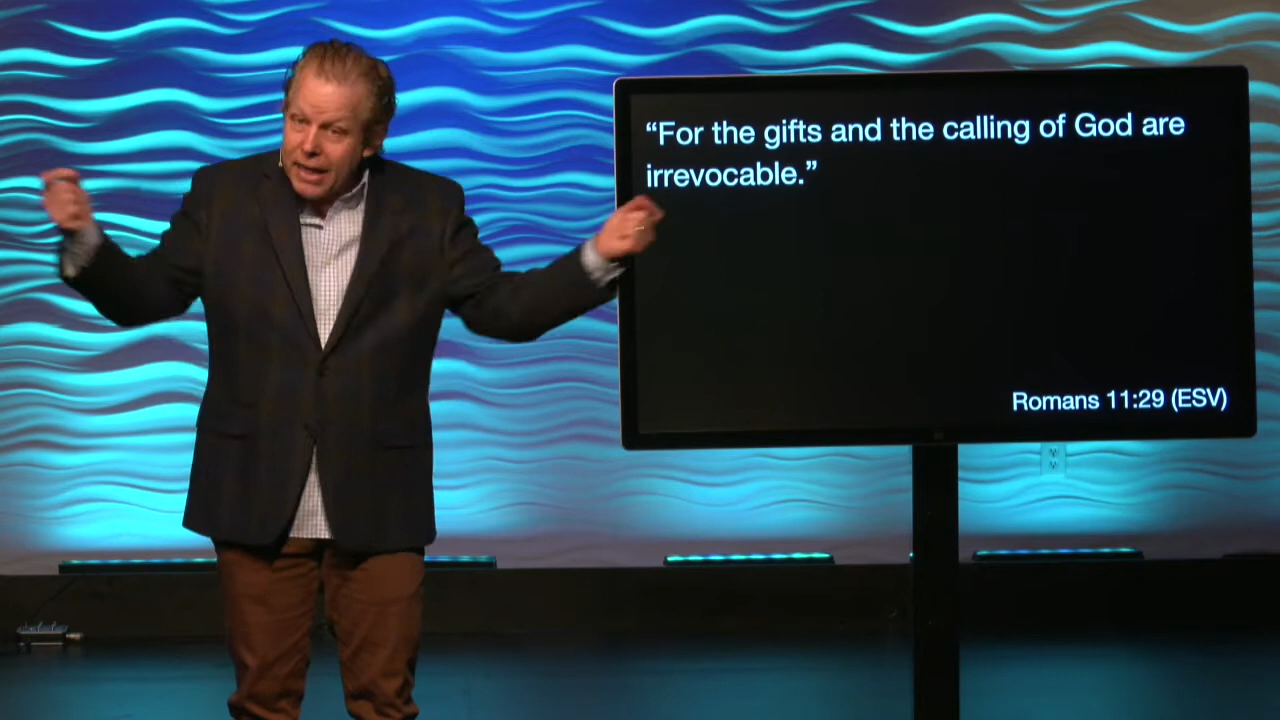 “For the gifts and the calling of God are
irrevocable.”
Romans 11:29 (ESV)